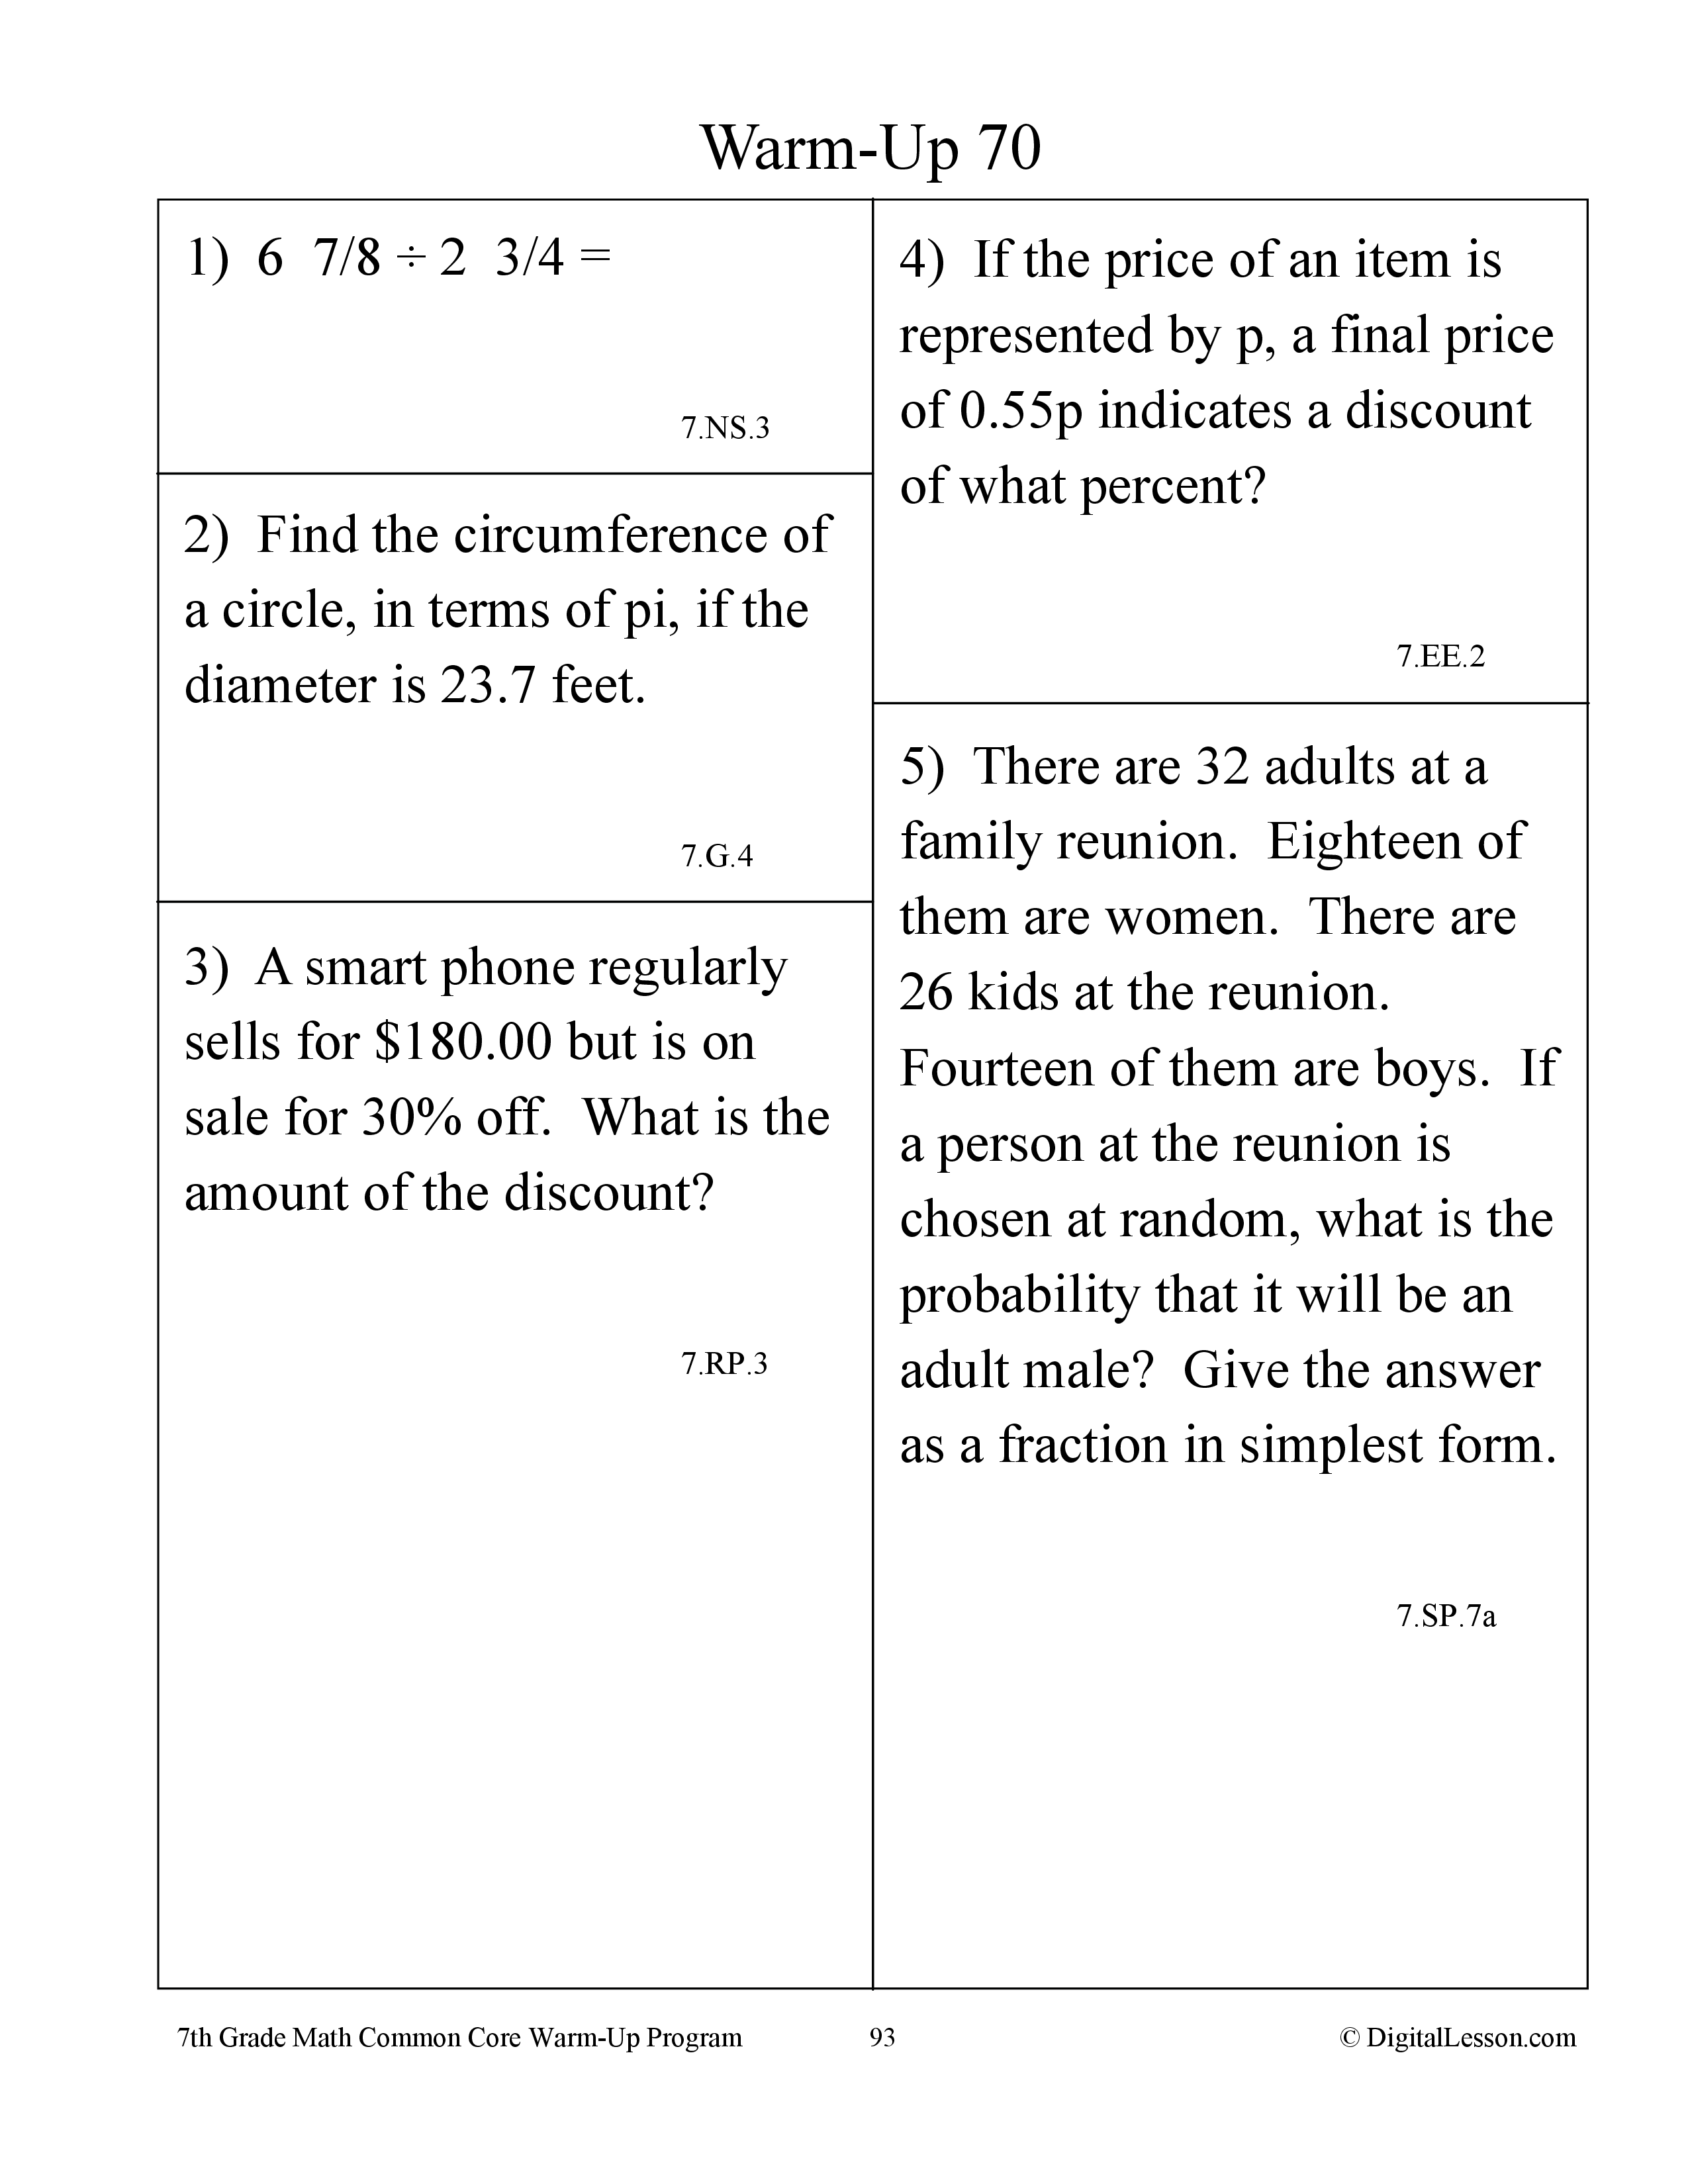 Warm-Up 70
1)  6  7/8 ÷ 2  3/4 =
7.NS.3
2)  Find the circumference of
a circle, in terms of pi, if the
diameter is 23.7 feet.
7.G.4
3)  A smart phone regularly
sells for $180.00 but is on
sale for 30% off.  What is the
amount of the discount?
7.RP.3
4)  If the price of an item is
represented by p, a final price
of 0.55p indicates a discount
of what percent?
7.EE.2
5)  There are 32 adults at a
family reunion.  Eighteen of
them are women.  There are
26 kids at the reunion.
Fourteen of them are boys.  If
a person at the reunion is
chosen at random, what is the
probability that it will be an
adult male?  Give the answer
as a fraction in simplest form.
7.SP.7a
7th Grade Math Common Core Warm-Up Program 93 © DigitalLesson.com